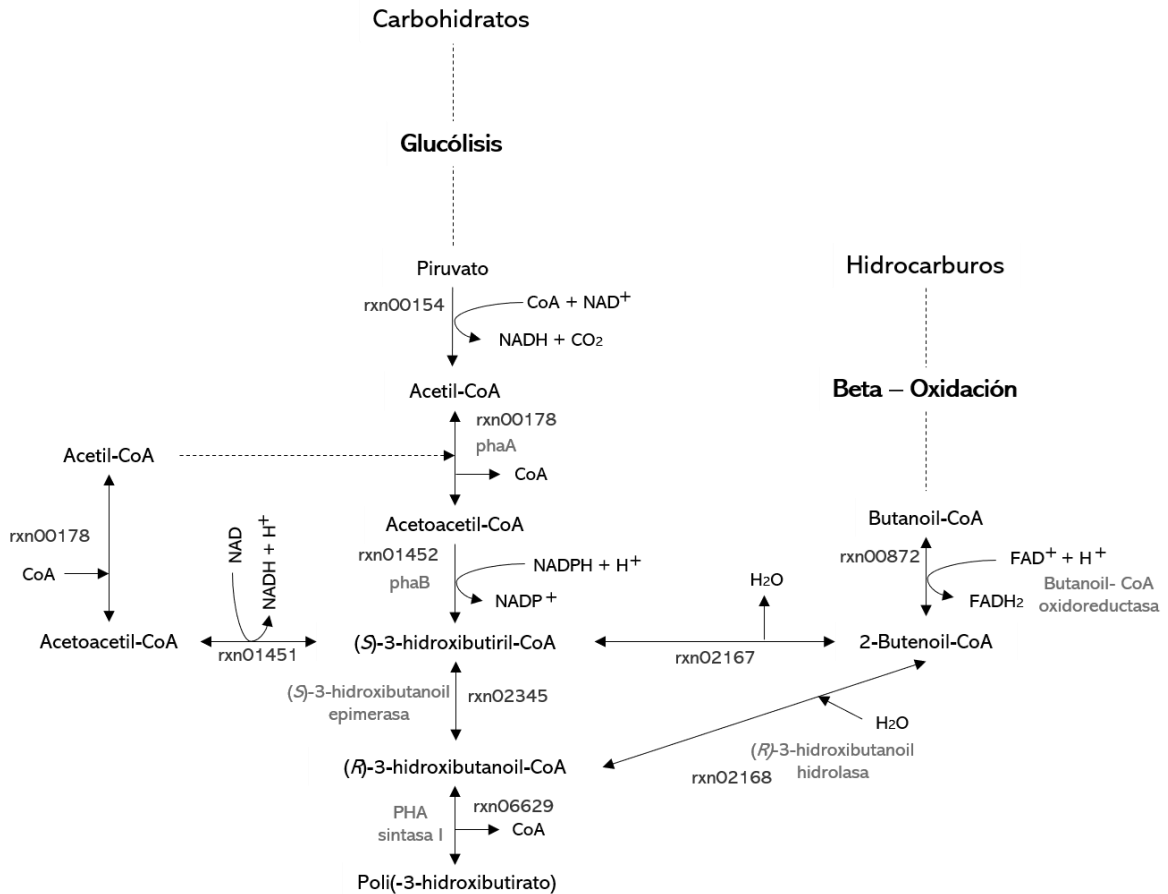 Carbohidratos
Glucólisis
Piruvato
rxn00154
CoA + NAD⁺
NADH + CO₂
Hidrocarburos
Beta – Oxidación
Acetil-CoA
rxn00178
phaA
CoA
Acetil-CoA
rxn00178
CoA
Acetoacetil-CoA
NAD
NADH + H⁺
rxn01451
Acetoacetil-CoA
rxn01452
phaB
NADPH + H⁺
NADP⁺
(S)-3-hidroxibutiril-CoA
H₂O
rxn02167
Butanoil-CoA
rxn00872
FAD⁺ + H⁺
FADH₂
Butanoil- CoA
oxidoreductasa
2-Butenoil-CoA
(S)-3-hidroxibutanoil
epimerasa
rxn02345
H₂O
(R)-3-hidroxibutanoil
hidrolasa
rxn02168
(R)-3-hidroxibutanoil-CoA
PHA
sintasa I
rxn06629
CoA
Poli(-3-hidroxibutirato)